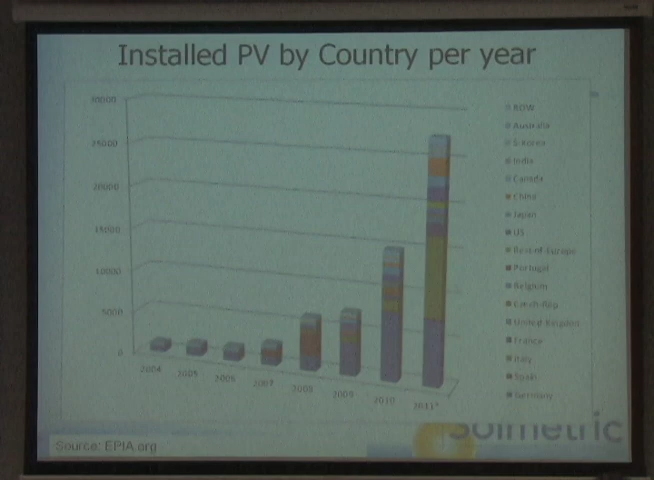 Installed PV by Country per year
30000
25000
20000
15000
10000
5000
0
2004
2005
2006
2007
2008
2009
2010
2011*
ROW
Australia
S.Korea
India
Canada
China
Japan
US
Rest of Europe
Portugal
Belgium
Czech Rep
United Kingdom
France
Italy
Spain
Germany
Solmetric
Source: EPIA.org